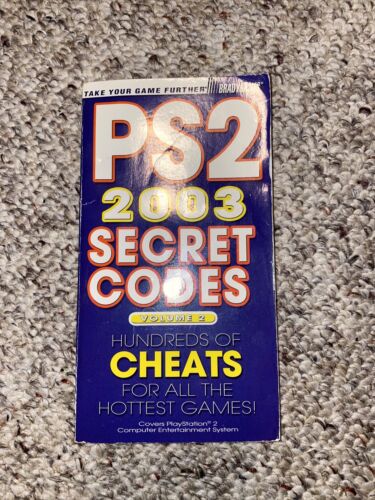 TAKE YOUR GAME FURTHER®
PS2
2003
SECRET
CODES
VOLUME 2
HUNDREDS OF
CHEATS
FOR ALL THE
HOTTEST GAMES!
Covers PlayStation® 2
Computer Entertainment System